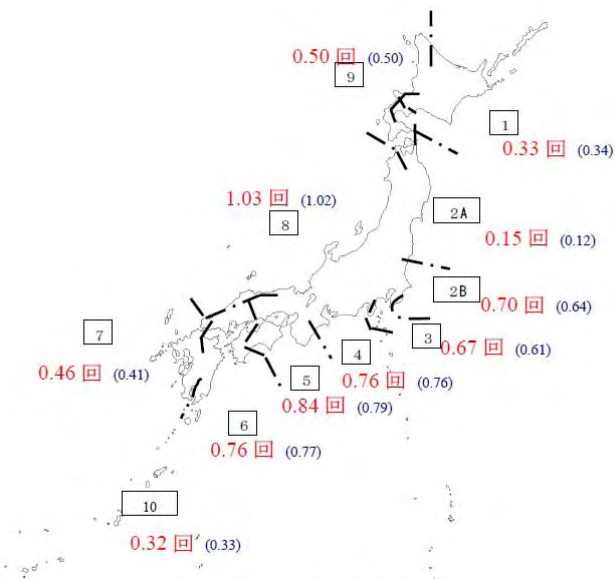 0.50 回 (0.50)
9
1
0.33 回 (0.34)
1.03 回 (1.02)
8
2A
0.15 回 (0.12)
2B
0.70 回 (0.64)
7
3
0.67 回 (0.61)
0.46 回 (0.41)
4
0.76 回 (0.76)
5
0.84 回 (0.79)
6
0.76 回 (0.77)
10
0.32 回 (0.33)